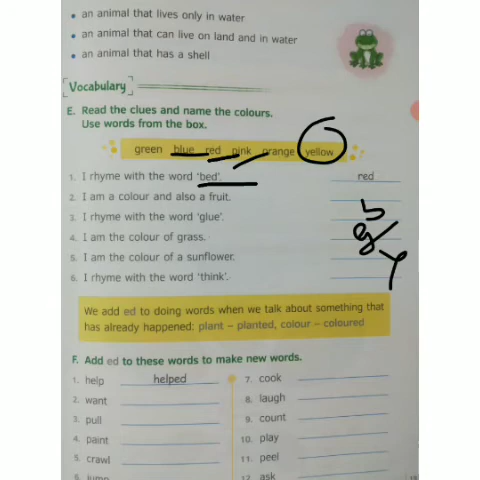 • an animal that lives only in water
• an animal that can live on land and in water
• an animal that has a shell
Vocabulary
E. Read the clues and name the colours.
Use words from the box.
green blue red pink orange yellow
1. I rhyme with the word ‘bed’. red
2. I am a colour and also a fruit.
3. I rhyme with the word ‘glue’. b
4. I am the colour of grass. g
5. I am the colour of a sunflower. y
6. I rhyme with the word ‘think’.
We add ed to doing words when we talk about something that
has already happened: plant – planted, colour – coloured
F. Add ed to these words to make new words.
1. help helped 7. cook
2. want 8. laugh
3. pull 9. count
4. paint 10. play
5. crawl 11. peel
6. jump 12. ask